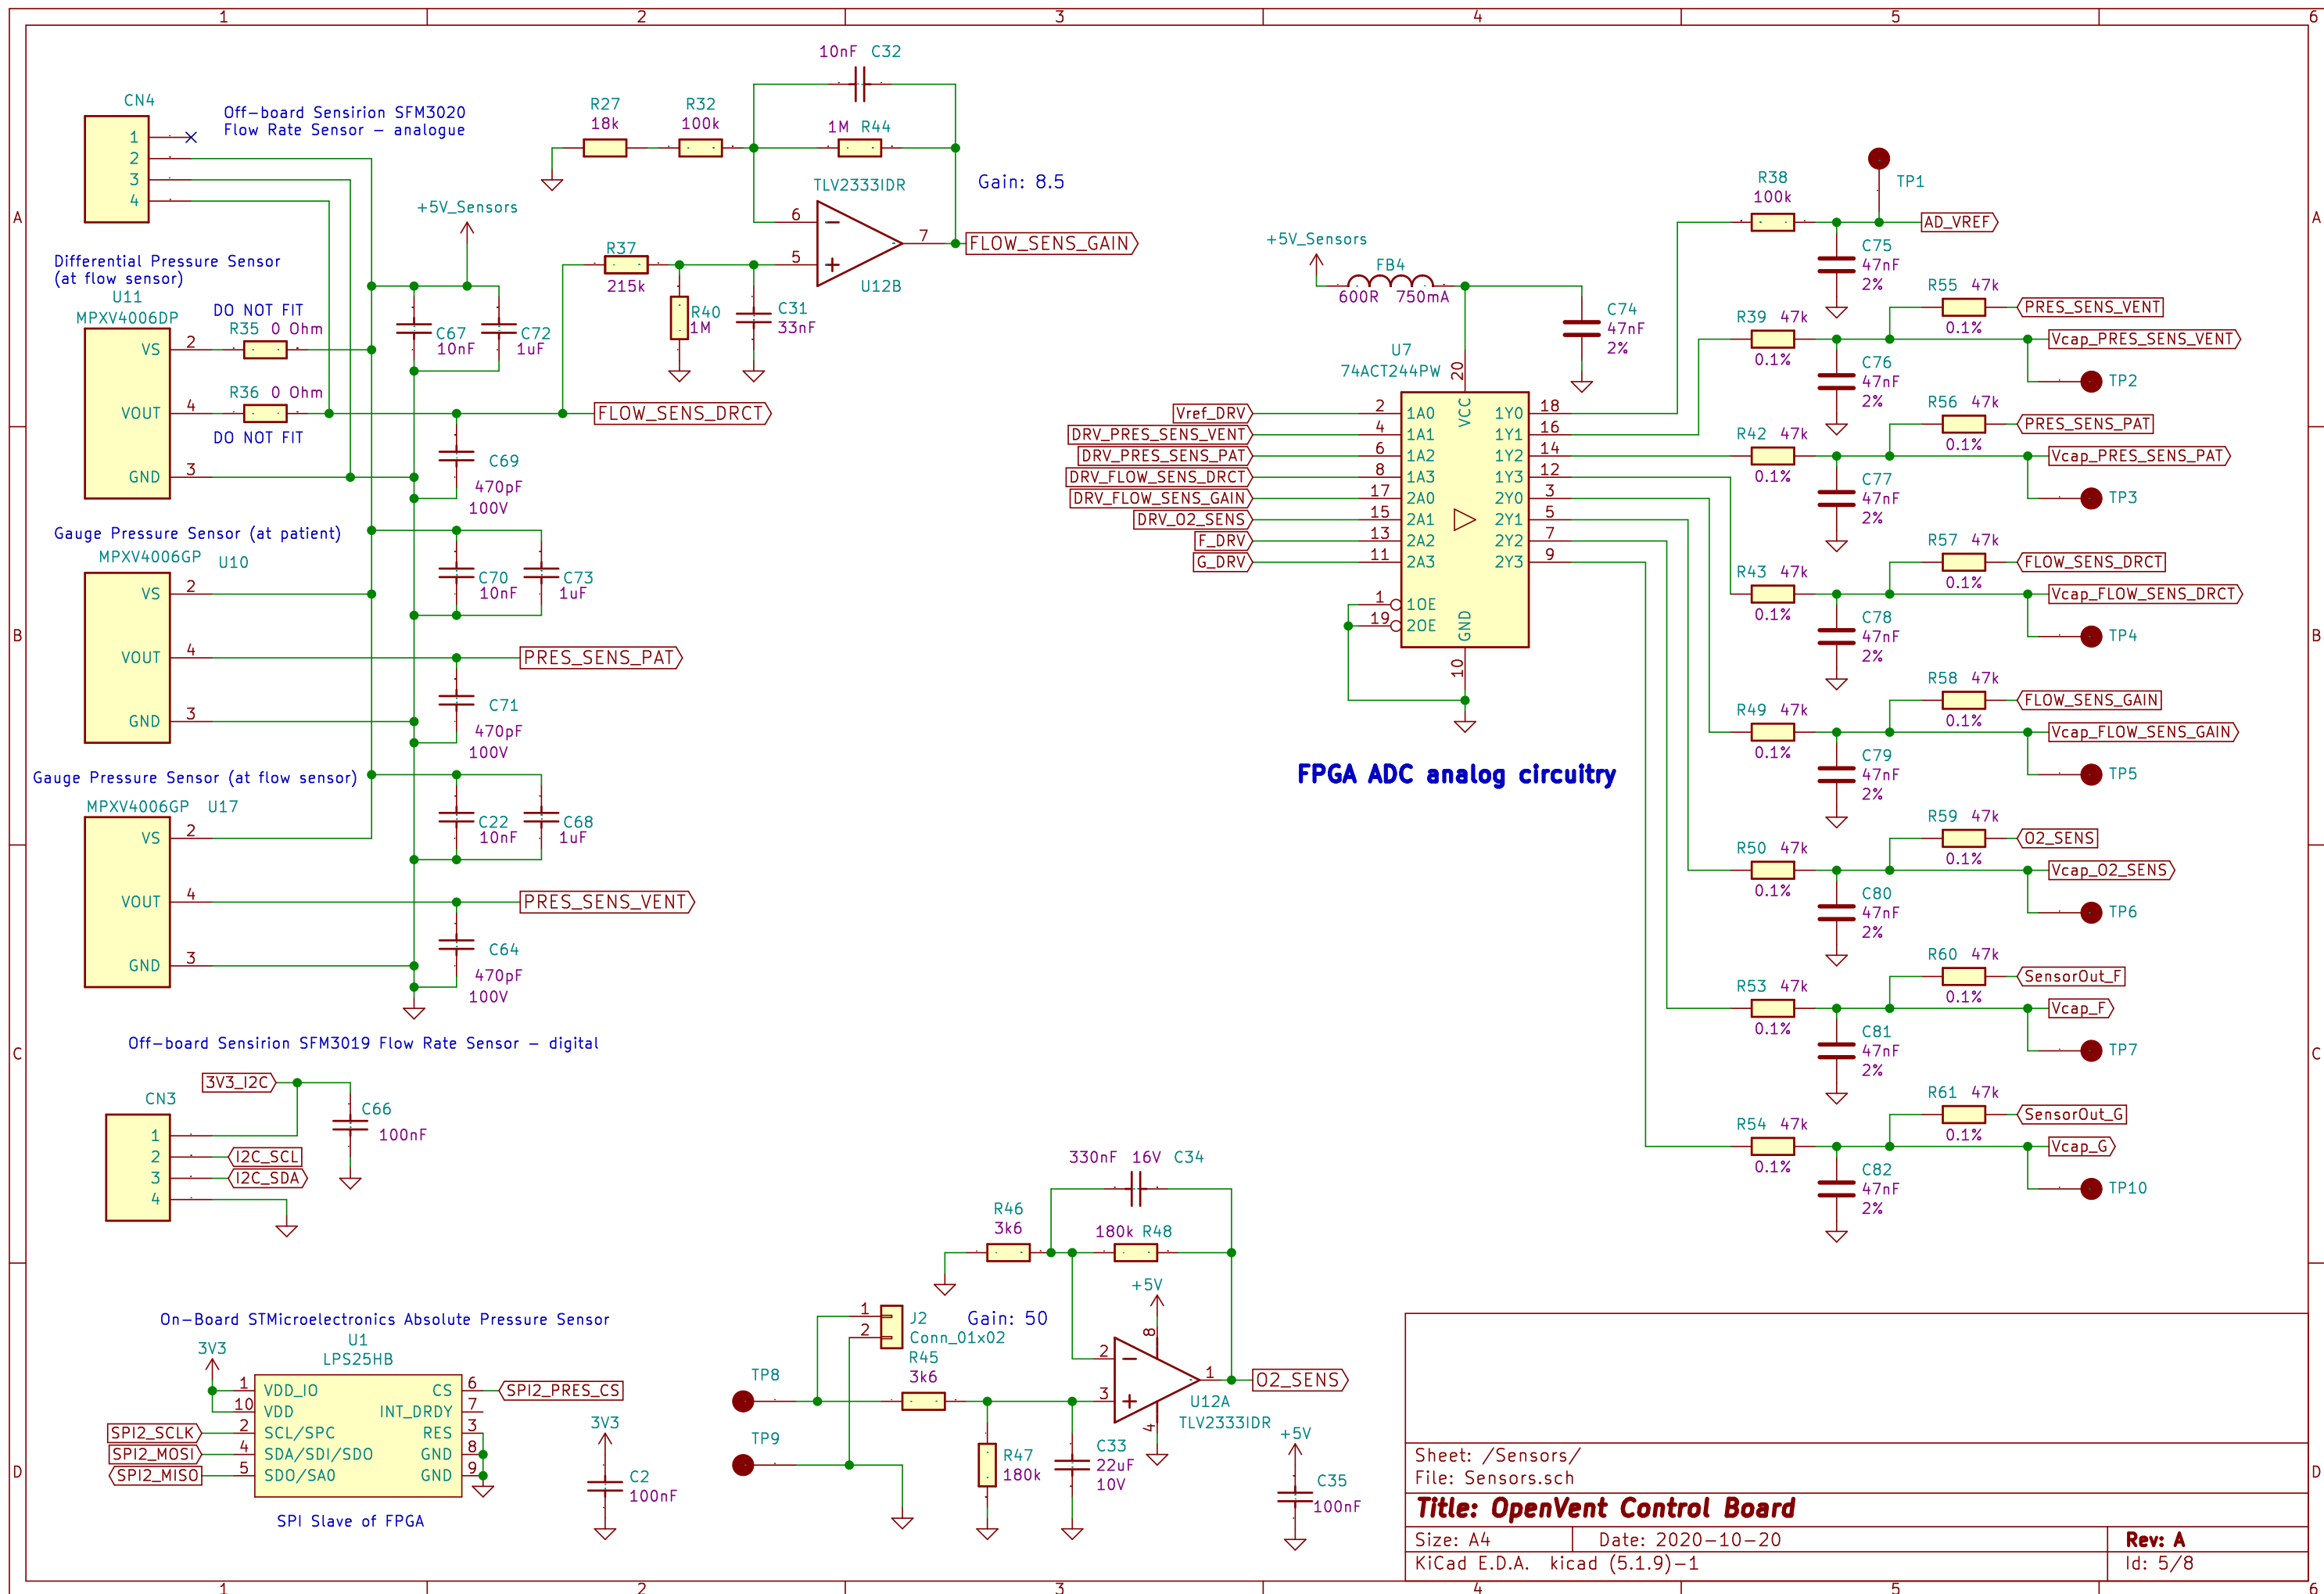 1 2 3 4 5 6
A
B
C
D
A
B
C
D
1 2 3 4 5 6
CN4
1
2
3
4
Off-board Sensirion SFM3020
Flow Rate Sensor - analogue
Differential Pressure Sensor
(at flow sensor)
U11
MPXV4006DP
VS 2
VOUT 4
GND 3
DO NOT FIT
R35 0 Ohm
R36 0 Ohm
DO NOT FIT
+5V_Sensors
C67
10nF
C72
1uF
FLOW_SENS_DRCT
C69
470pF
100V
Gauge Pressure Sensor (at patient)
MPXV4006GP U10
VS 2
VOUT 4
GND 3
C70
10nF
C73
1uF
PRES_SENS_PAT
C71
470pF
100V
Gauge Pressure Sensor (at flow sensor)
MPXV4006GP U17
VS 2
VOUT 4
GND 3
C22
10nF
C68
1uF
PRES_SENS_VENT
C64
470pF
100V
10nF C32
R27
18k
R32
100k
1M R44
TLV2333IDR
Gain: 8.5
6
5
7
U12B
FLOW_SENS_GAIN
R37
215k
R40
1M
C31
33nF
Off-board Sensirion SFM3019 Flow Rate Sensor - digital
3V3_I2C
CN3
1
2
3
4
I2C_SCL
I2C_SDA
C66
100nF
On-Board STMicroelectronics Absolute Pressure Sensor
U1
LPS25HB
3V3
1 VDD_IO CS 6
10 VDD INT_DRDY 7
2 SCL/SPC RES 3
4 SDA/SDI/SDO GND 8
5 SDO/SA0 GND 9
SPI2_PRES_CS
SPI2_SCLK
SPI2_MOSI
SPI2_MISO
SPI Slave of FPGA
3V3
C2
100nF
TP8
TP9
1
2
J2
Conn_01x02
R45
3k6
Gain: 50
R46
3k6
330nF 16V C34
180k R48
+5V
8
2
3
1
4
U12A
TLV2333IDR
O2_SENS
R47
180k
C33
22uF
10V
+5V
C35
100nF
+5V_Sensors
FB4
600R 750mA
C74
47nF
2%
U7
74ACT244PW
20
VCC
Vref_DRV 2 1A0 1Y0 18
DRV_PRES_SENS_VENT 4 1A1 1Y1 16
DRV_PRES_SENS_PAT 6 1A2 1Y2 14
DRV_FLOW_SENS_DRCT 8 1A3 1Y3 12
DRV_FLOW_SENS_GAIN 17 2A0 2Y0 3
DRV_O2_SENS 15 2A1 2Y1 5
F_DRV 13 2A2 2Y2 7
G_DRV 11 2A3 2Y3 9
1 1OE
19 2OE
GND
10
FPGA ADC analog circuitry
R38
100k
TP1
AD_VREF
C75
47nF
2%
R55 47k
0.1%
PRES_SENS_VENT
R39 47k
0.1%
Vcap_PRES_SENS_VENT
C76
47nF
2%
TP2
R56 47k
0.1%
PRES_SENS_PAT
R42 47k
0.1%
Vcap_PRES_SENS_PAT
C77
47nF
2%
TP3
R57 47k
0.1%
FLOW_SENS_DRCT
R43 47k
0.1%
Vcap_FLOW_SENS_DRCT
C78
47nF
2%
TP4
R58 47k
0.1%
FLOW_SENS_GAIN
R49 47k
0.1%
Vcap_FLOW_SENS_GAIN
C79
47nF
2%
TP5
R59 47k
0.1%
O2_SENS
R50 47k
0.1%
Vcap_O2_SENS
C80
47nF
2%
TP6
R60 47k
0.1%
SensorOut_F
R53 47k
0.1%
Vcap_F
C81
47nF
2%
TP7
R61 47k
0.1%
SensorOut_G
R54 47k
0.1%
Vcap_G
C82
47nF
2%
TP10
Sheet: /Sensors/
File: Sensors.sch
Title: OpenVent Control Board
Size: A4 Date: 2020-10-20 Rev: A
KiCad E.D.A. kicad (5.1.9)-1 Id: 5/8